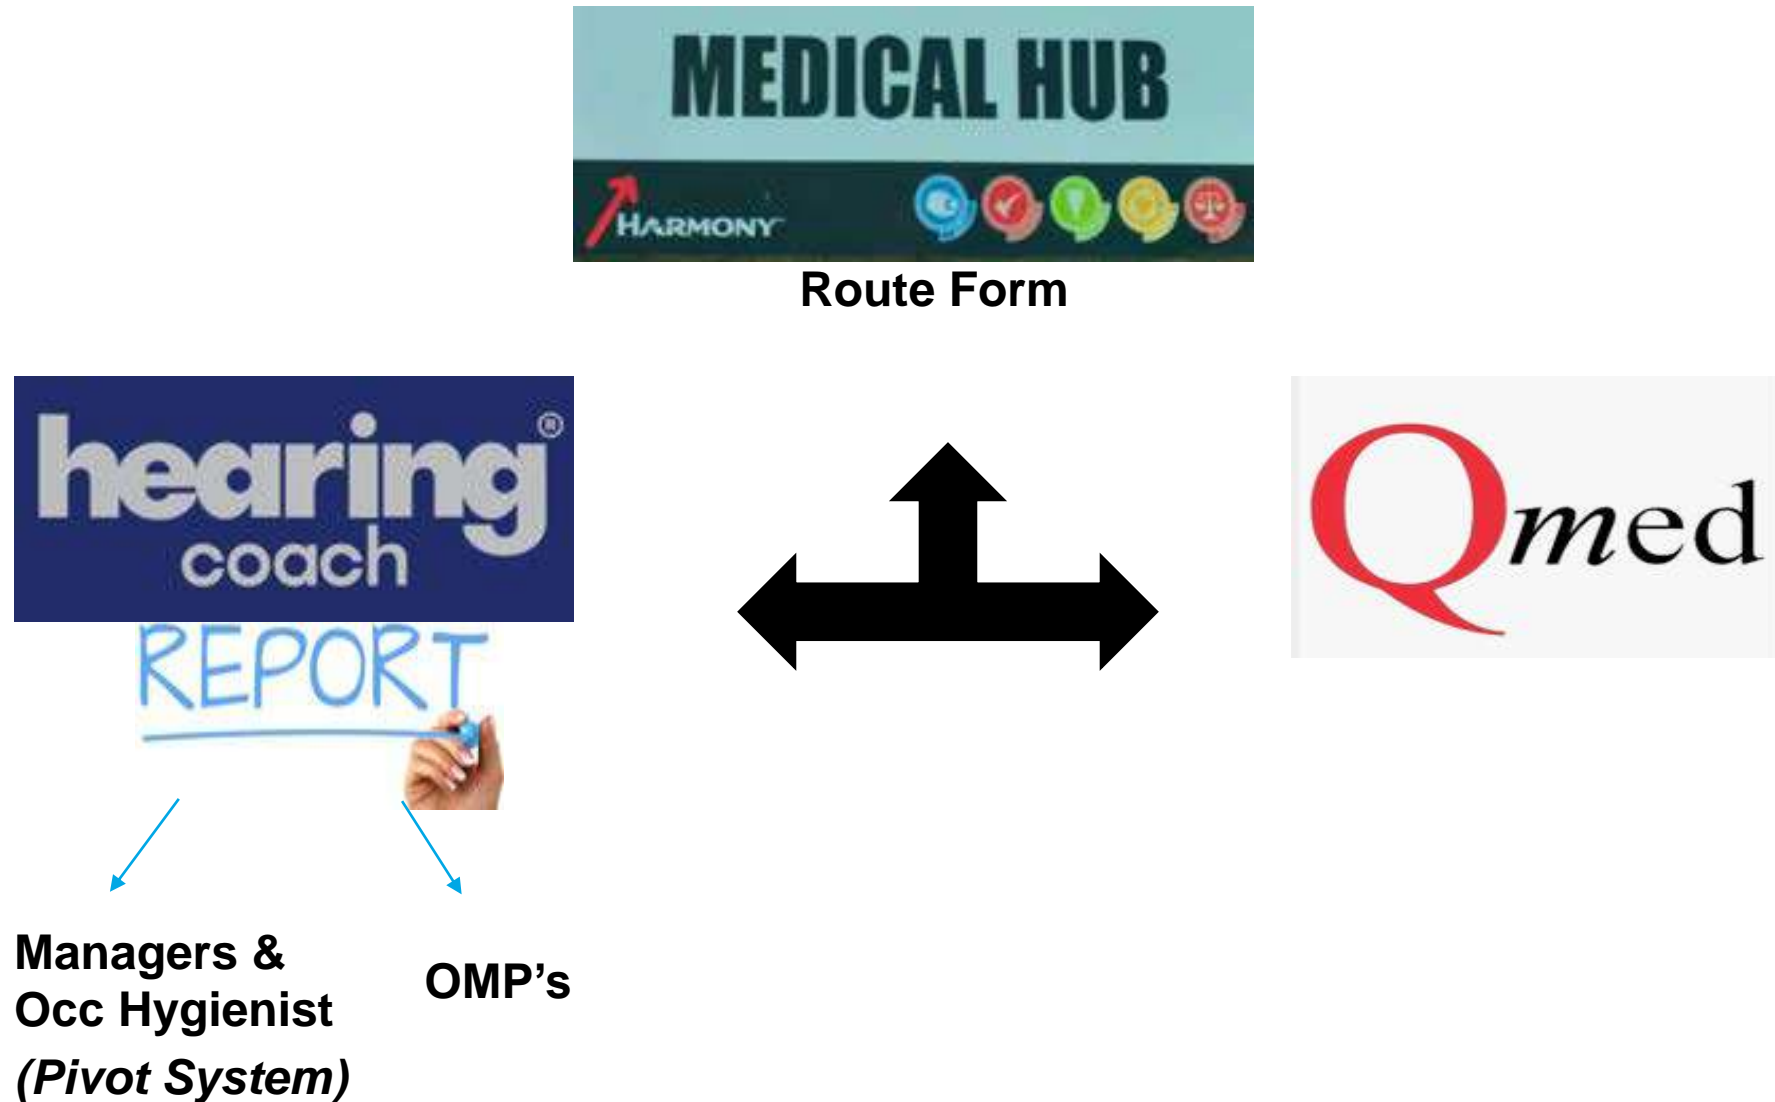 MEDICAL HUB
HARMONY
Route Form
hearing®
coach
REPORT
Qmed
Managers &
Occ Hygienist
(Pivot System)
OMP’s